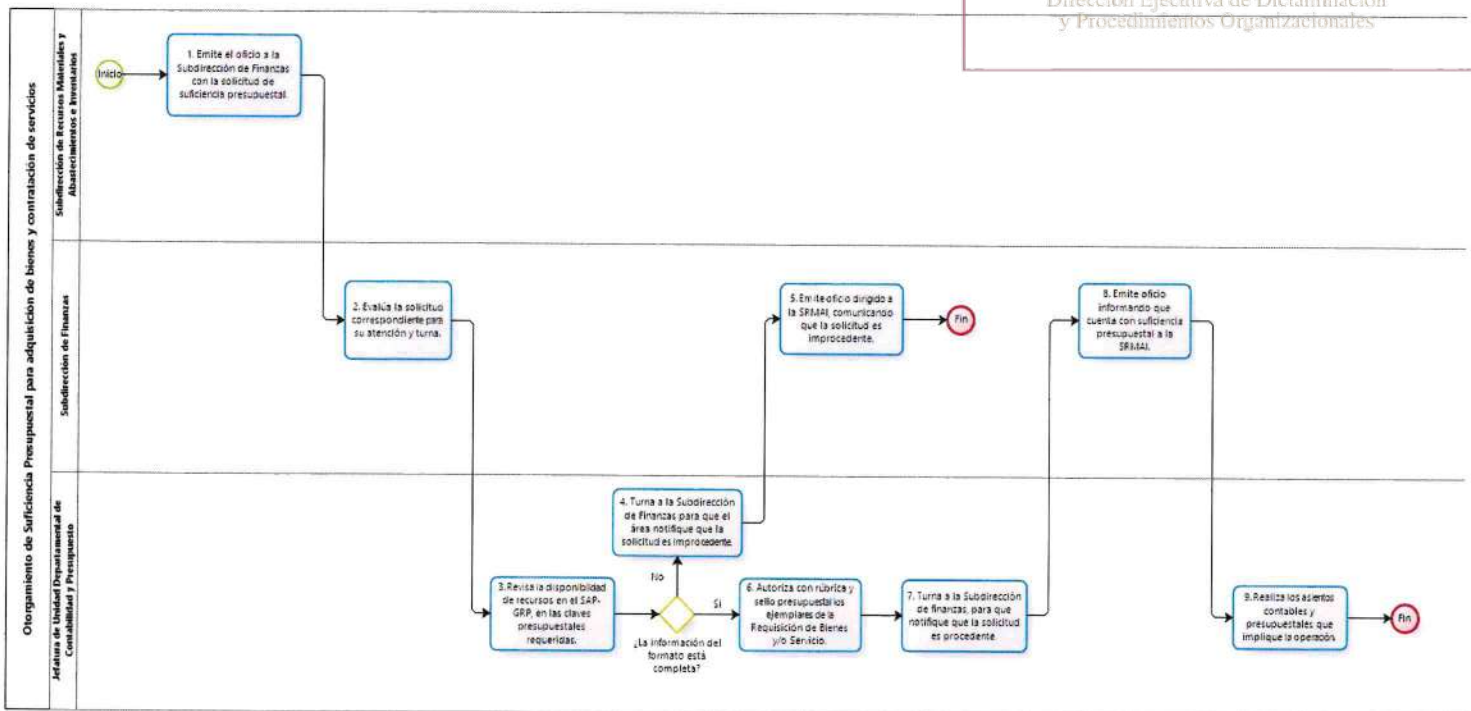 Dirección Ejecutiva de Dictaminación
y Procedimientos Organizacionales
Otorgamiento de Suficiencia Presupuestal para adquisición de bienes y contratación de servicios
Subdirección de Recursos Materiales y
Abastecimientos e Inventarios
Inicio
1. Emite el oficio a la
Subdirección de Finanzas
con la solicitud de
suficiencia presupuestal.
Subdirección de Finanzas
2. Evalúa la solicitud
correspondiente para
su atención y turna.
5. Emite oficio dirigido a
la SRMAI, comunicando
que la solicitud es
improcedente.
Fin
8. Emite oficio
informando que
cuenta con suficiencia
presupuestal a la
SRMAI.
Jefatura de Unidad Departamental de
Contabilidad y Presupuesto
3. Revisa la disponibilidad
de recursos en el SAP-
GRP, en las claves
presupuestales
requeridas.
¿La información del
formato está
completa?
No
4. Turna a la Subdirección
de Finanzas para que el
área notifique que la
solicitud es improcedente.
Si
6. Autoriza con rúbrica y
sello presupuestal los
ejemplares de la
Requisición de Bienes
y/o Servicio.
7. Turna a la Subdirección
de finanzas, para que
notifique que la solicitud
es procedente.
9. Realiza los asientos
contables y
presupuestales que
implique la operación.
Fin